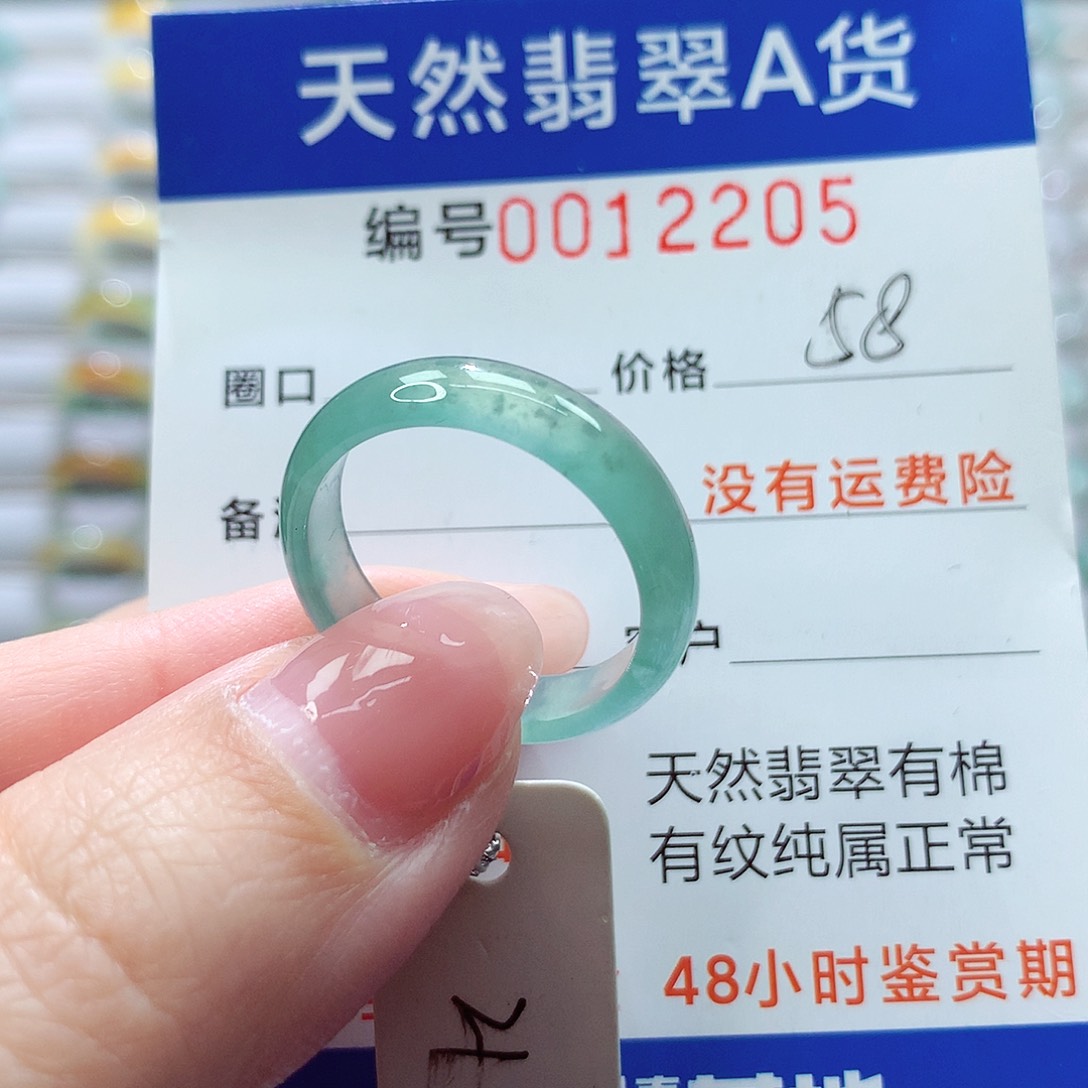 天然翡翠A货
编号0012205
圈口
价格 58
备
没有运费险
户
天然翡翠有棉
有纹纯属正常
48小时鉴赏期